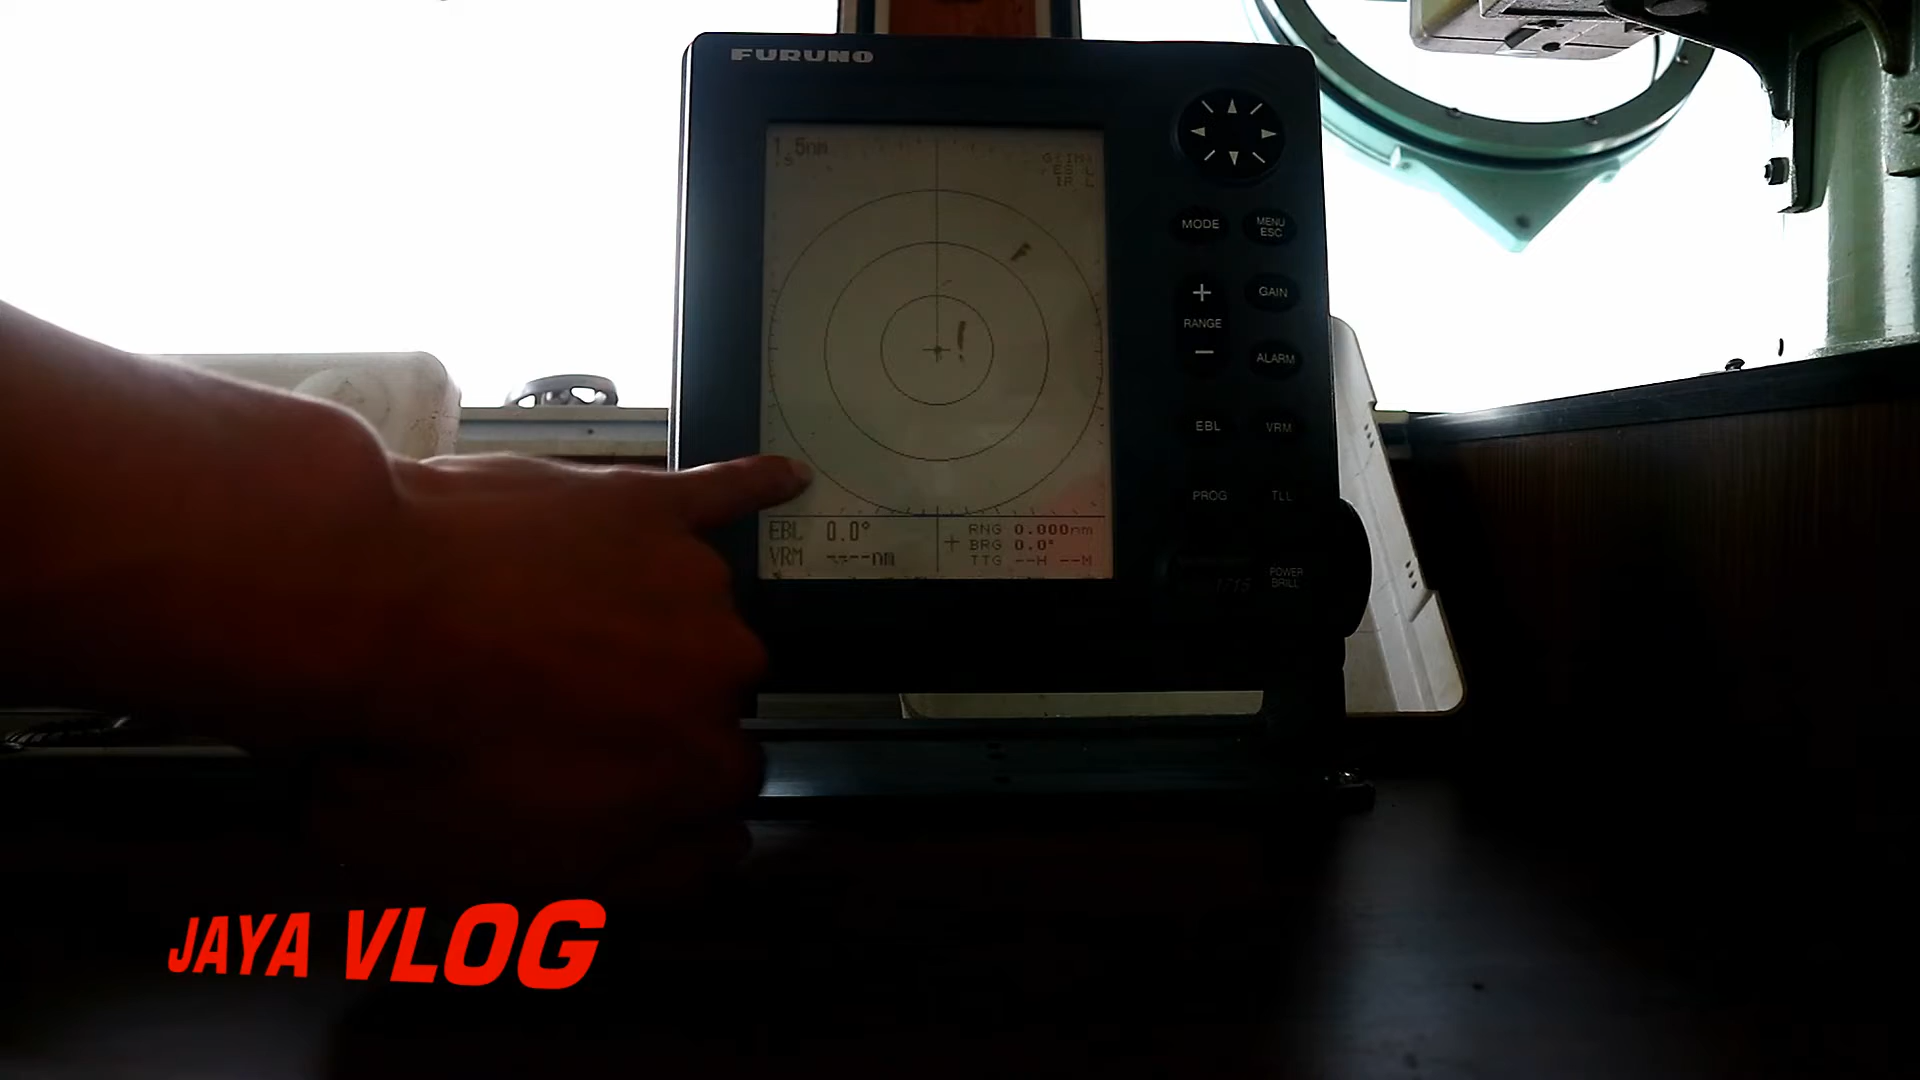 FURUNO
1.5nm
MODE
MENU
ESC
+
GAIN
RANGE
−
ALARM
EBL
VRM
PROG
TLL
EBL 0.0°
VRM -.---nm
+
RNG 0.000nm
BRG 0.0°
TTG --H --M
POWER
BRILL
JAYA VLOG